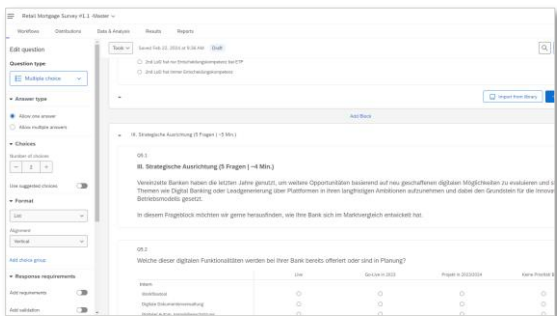 Retail Mortgage Survey #1.1 -Master
Workflows Distributions Data & Analysis Results Reports
Edit question
Question type
Multiple choice
Answer type
Allow one answer
Allow multiple answers
Choices
Number of choices
Use suggested choices
Format
List
Alignment
Vertical
Add choice group
Response requirements
Add requirements
Add validation
Tools Saved Feb 23, 2024 at 9:36 AM Draft
Import from library
Add Block
III. Strategische Ausrichtung (5 Fragen | ~5 Min.)
Q5.1
III. Strategische Ausrichtung (5 Fragen | ~4 Min.)
Vereinzelte Banken haben die letzten Jahre genutzt, um weitere Opportunitäten basierend auf neu geschaffenen digitalen Möglichkeiten zu evaluieren und
Themen wie Digital Banking oder Leadgenerierung über Plattformen in ihren langfristigen Ambitionen aufzunehmen und dabei den Grundstein für die
Betriebsmodells gesetzt.
In diesem Frageblock möchten wir gerne herausfinden, wie Ihre Bank sich im Marktvergleich entwickelt hat.
Q5.2
Welche dieser digitalen Funktionalitäten werden bei Ihrer Bank bereits offeriert oder sind in Planung?
Live Go-Live in 2023 Projekt in 2023/2024
Intern
Workflowtool
Digitale Dokumentenverwaltung